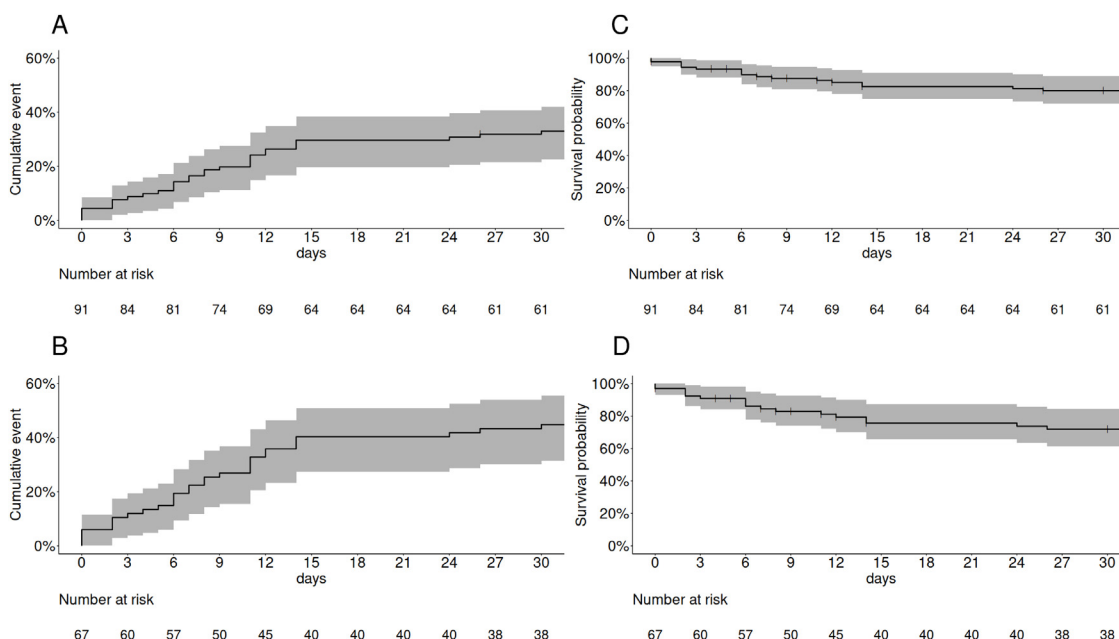 A
Cumulative event
60%
40%
20%
0%
0 3 6 9 12 15 18 21 24 27 30
days
Number at risk
91 84 81 74 69 64 64 64 64 61 61
B
Cumulative event
60%
40%
20%
0%
0 3 6 9 12 15 18 21 24 27 30
days
Number at risk
67 60 57 50 45 40 40 40 40 38 38
C
Survival probability
100%
80%
60%
40%
20%
0%
0 3 6 9 12 15 18 21 24 27 30
days
Number at risk
91 84 81 74 69 64 64 64 64 61 61
D
Survival probability
100%
80%
60%
40%
20%
0%
0 3 6 9 12 15 18 21 24 27 30
days
Number at risk
67 60 57 50 45 40 40 40 40 38 38